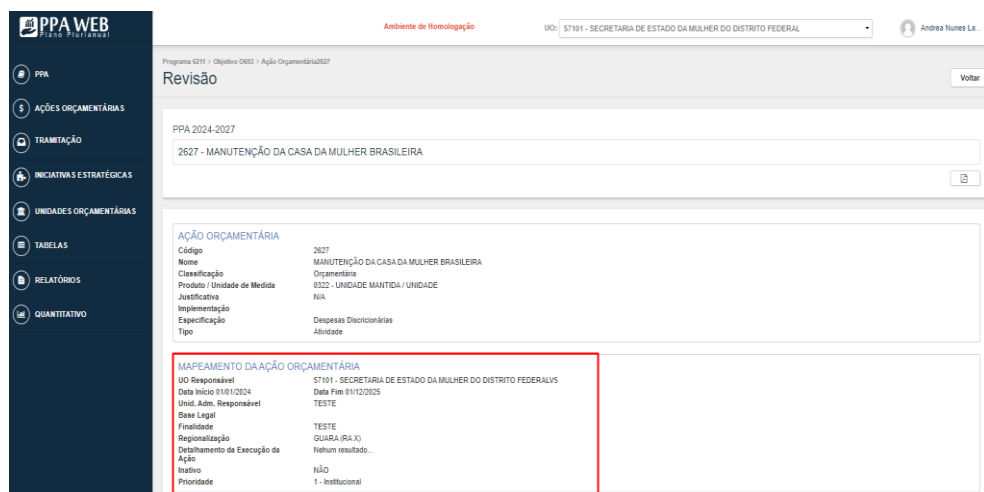 PPA WEB
Plano Plurianual
Ambiente de Homologação
UO: 57101 - SECRETARIA DE ESTADO DA MULHER DO DISTRITO FEDERAL
Andrea Nunes La...
PPA
AÇÕES ORÇAMENTÁRIAS
TRAMITAÇÃO
INICIATIVAS ESTRATÉGICAS
UNIDADES ORÇAMENTÁRIAS
TABELAS
RELATÓRIOS
QUANTITATIVO
Programa 6211 > Objetivo O653 > Ação Orçamentária2627
Revisão
Voltar
PPA 2024-2027
2627 - MANUTENÇÃO DA CASA DA MULHER BRASILEIRA
AÇÃO ORÇAMENTÁRIA
Código 2627
Nome MANUTENÇÃO DA CASA DA MULHER BRASILEIRA
Classificação Orçamentária
Produto / Unidade de Medida 0322 - UNIDADE MANTIDA / UNIDADE
Justificativa N/A
Implementação
Especificação Despesas Discricionárias
Tipo Atividade
MAPEAMENTO DA AÇÃO ORÇAMENTÁRIA
UO Responsável 57101 - SECRETARIA DE ESTADO DA MULHER DO DISTRITO FEDERALV5
Data Início 01/01/2024 Data Fim 01/12/2025
Unid. Adm. Responsável TESTE
Base Legal
Finalidade TESTE
Regionalização GUARA (RA X)
Detalhamento da Execução da Nehum resultado...
Ação
Inativo NÃO
Prioridade 1 - Institucional